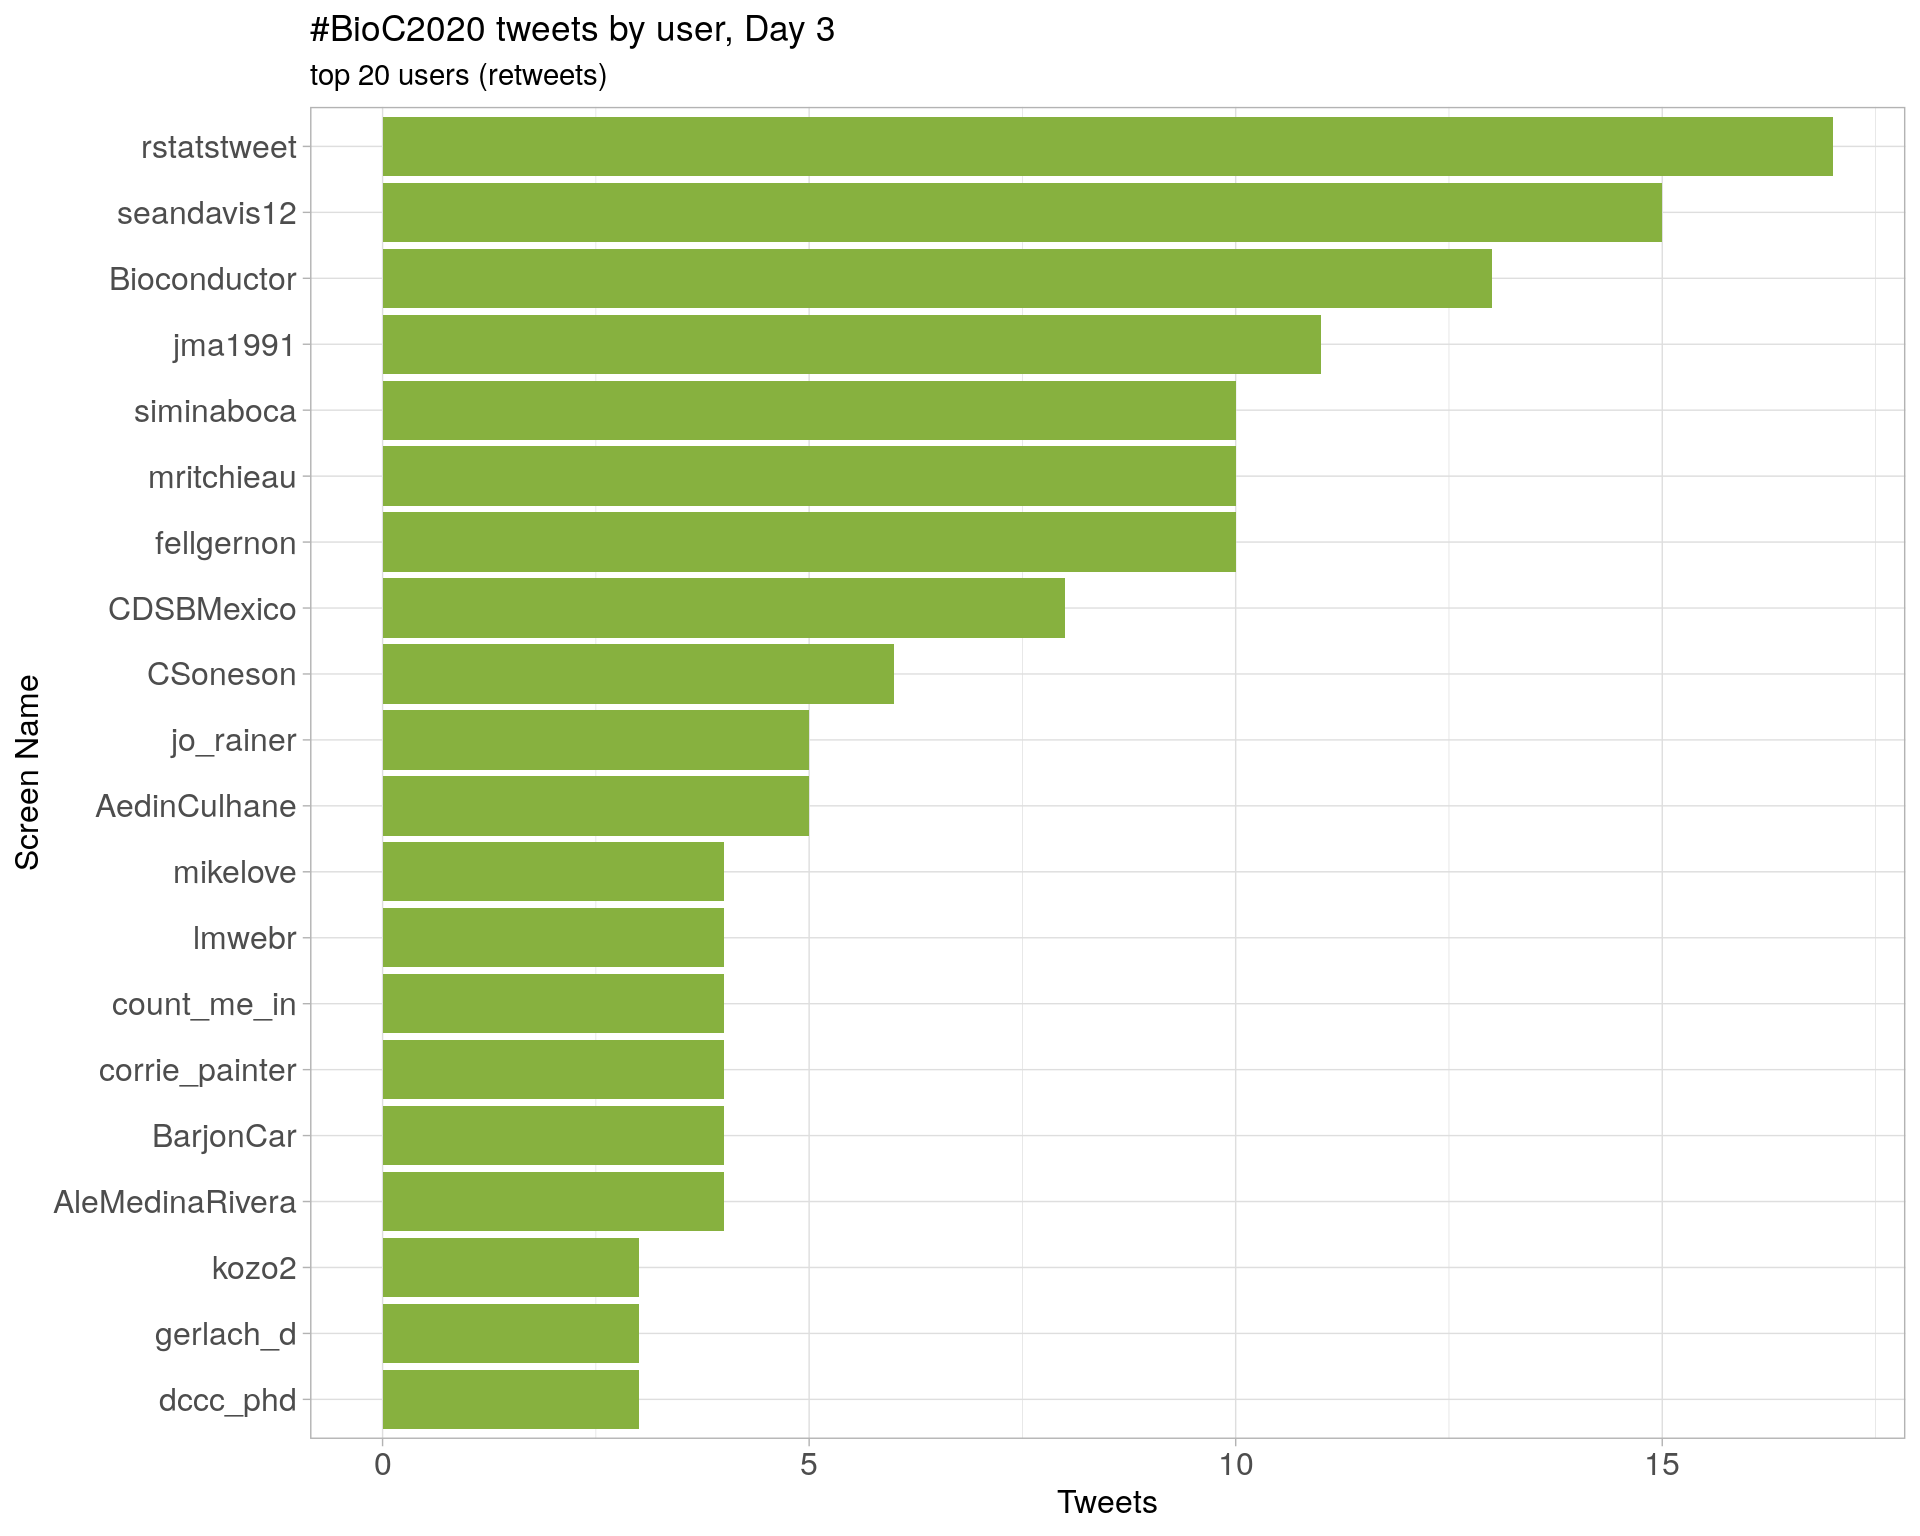 #BioC2020 tweets by user, Day 3
top 20 users (retweets)
Screen Name
rstatstweet
seandavis12
Bioconductor
jma1991
siminaboca
mritchieau
fellgernon
CDSBMexico
CSoneson
jo_rainer
AedinCulhane
mikelove
lmwebr
count_me_in
corrie_painter
BarjonCar
AleMedinaRivera
kozo2
gerlach_d
dccc_phd
0 5 10 15
Tweets